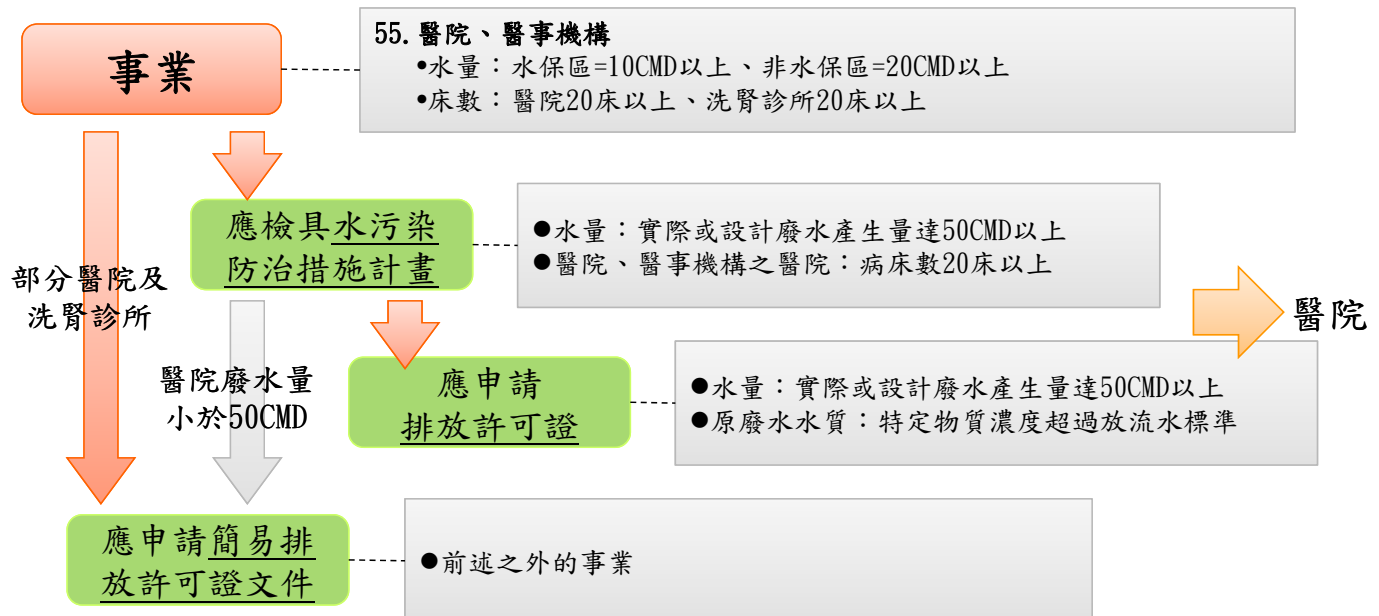 事業
55.醫院、醫事機構
•水量：水保區=10CMD以上、非水保區=20CMD以上
•床數：醫院20床以上、洗腎診所20床以上
應檢具水污染
防治措施計畫
●水量：實際或設計廢水產生量達50CMD以上
●醫院、醫事機構之醫院：病床數20床以上
部分醫院及
洗腎診所
醫院
醫院廢水量
小於50CMD
應申請
排放許可證
●水量：實際或設計廢水產生量達50CMD以上
●原廢水水質：特定物質濃度超過放流水標準
應申請簡易排
放許可證文件
●前述之外的事業